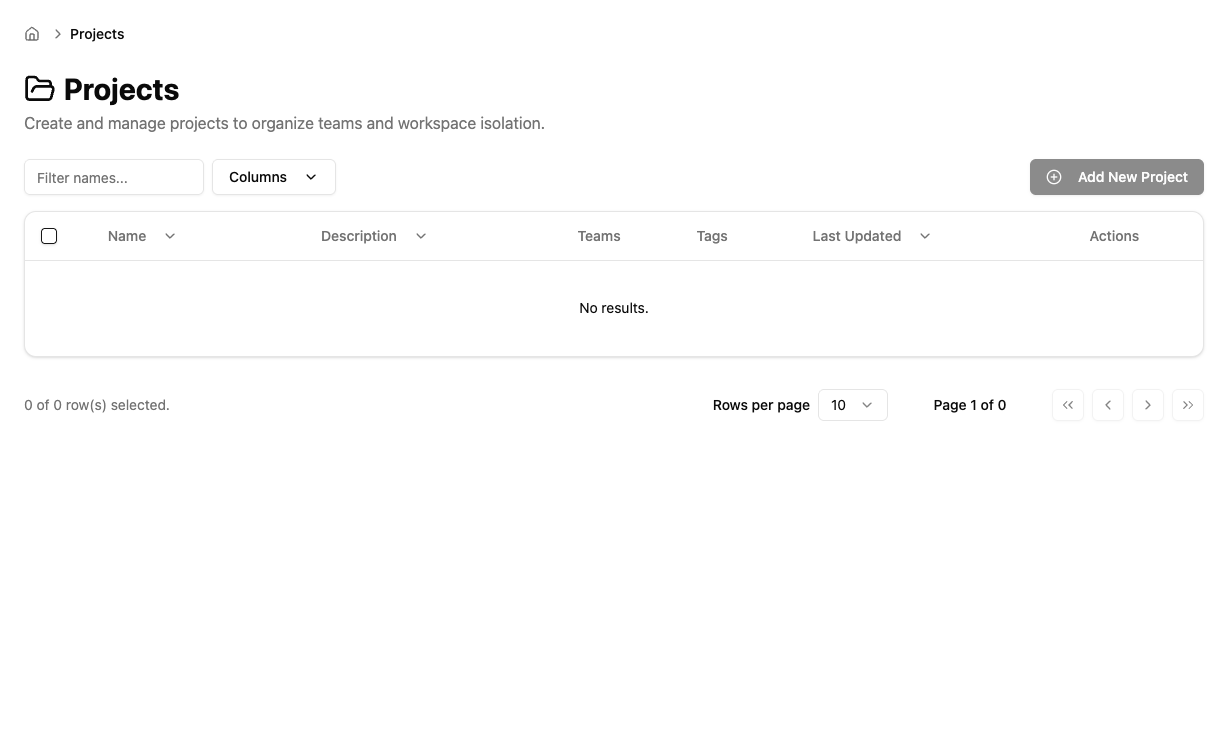 Projects
Projects
Create and manage projects to organize teams and workspace isolation.
Filter names...
Columns
Add New Project
Name Description Teams Tags Last Updated Actions
No results.
0 of 0 row(s) selected.
Rows per page 10 Page 1 of 0